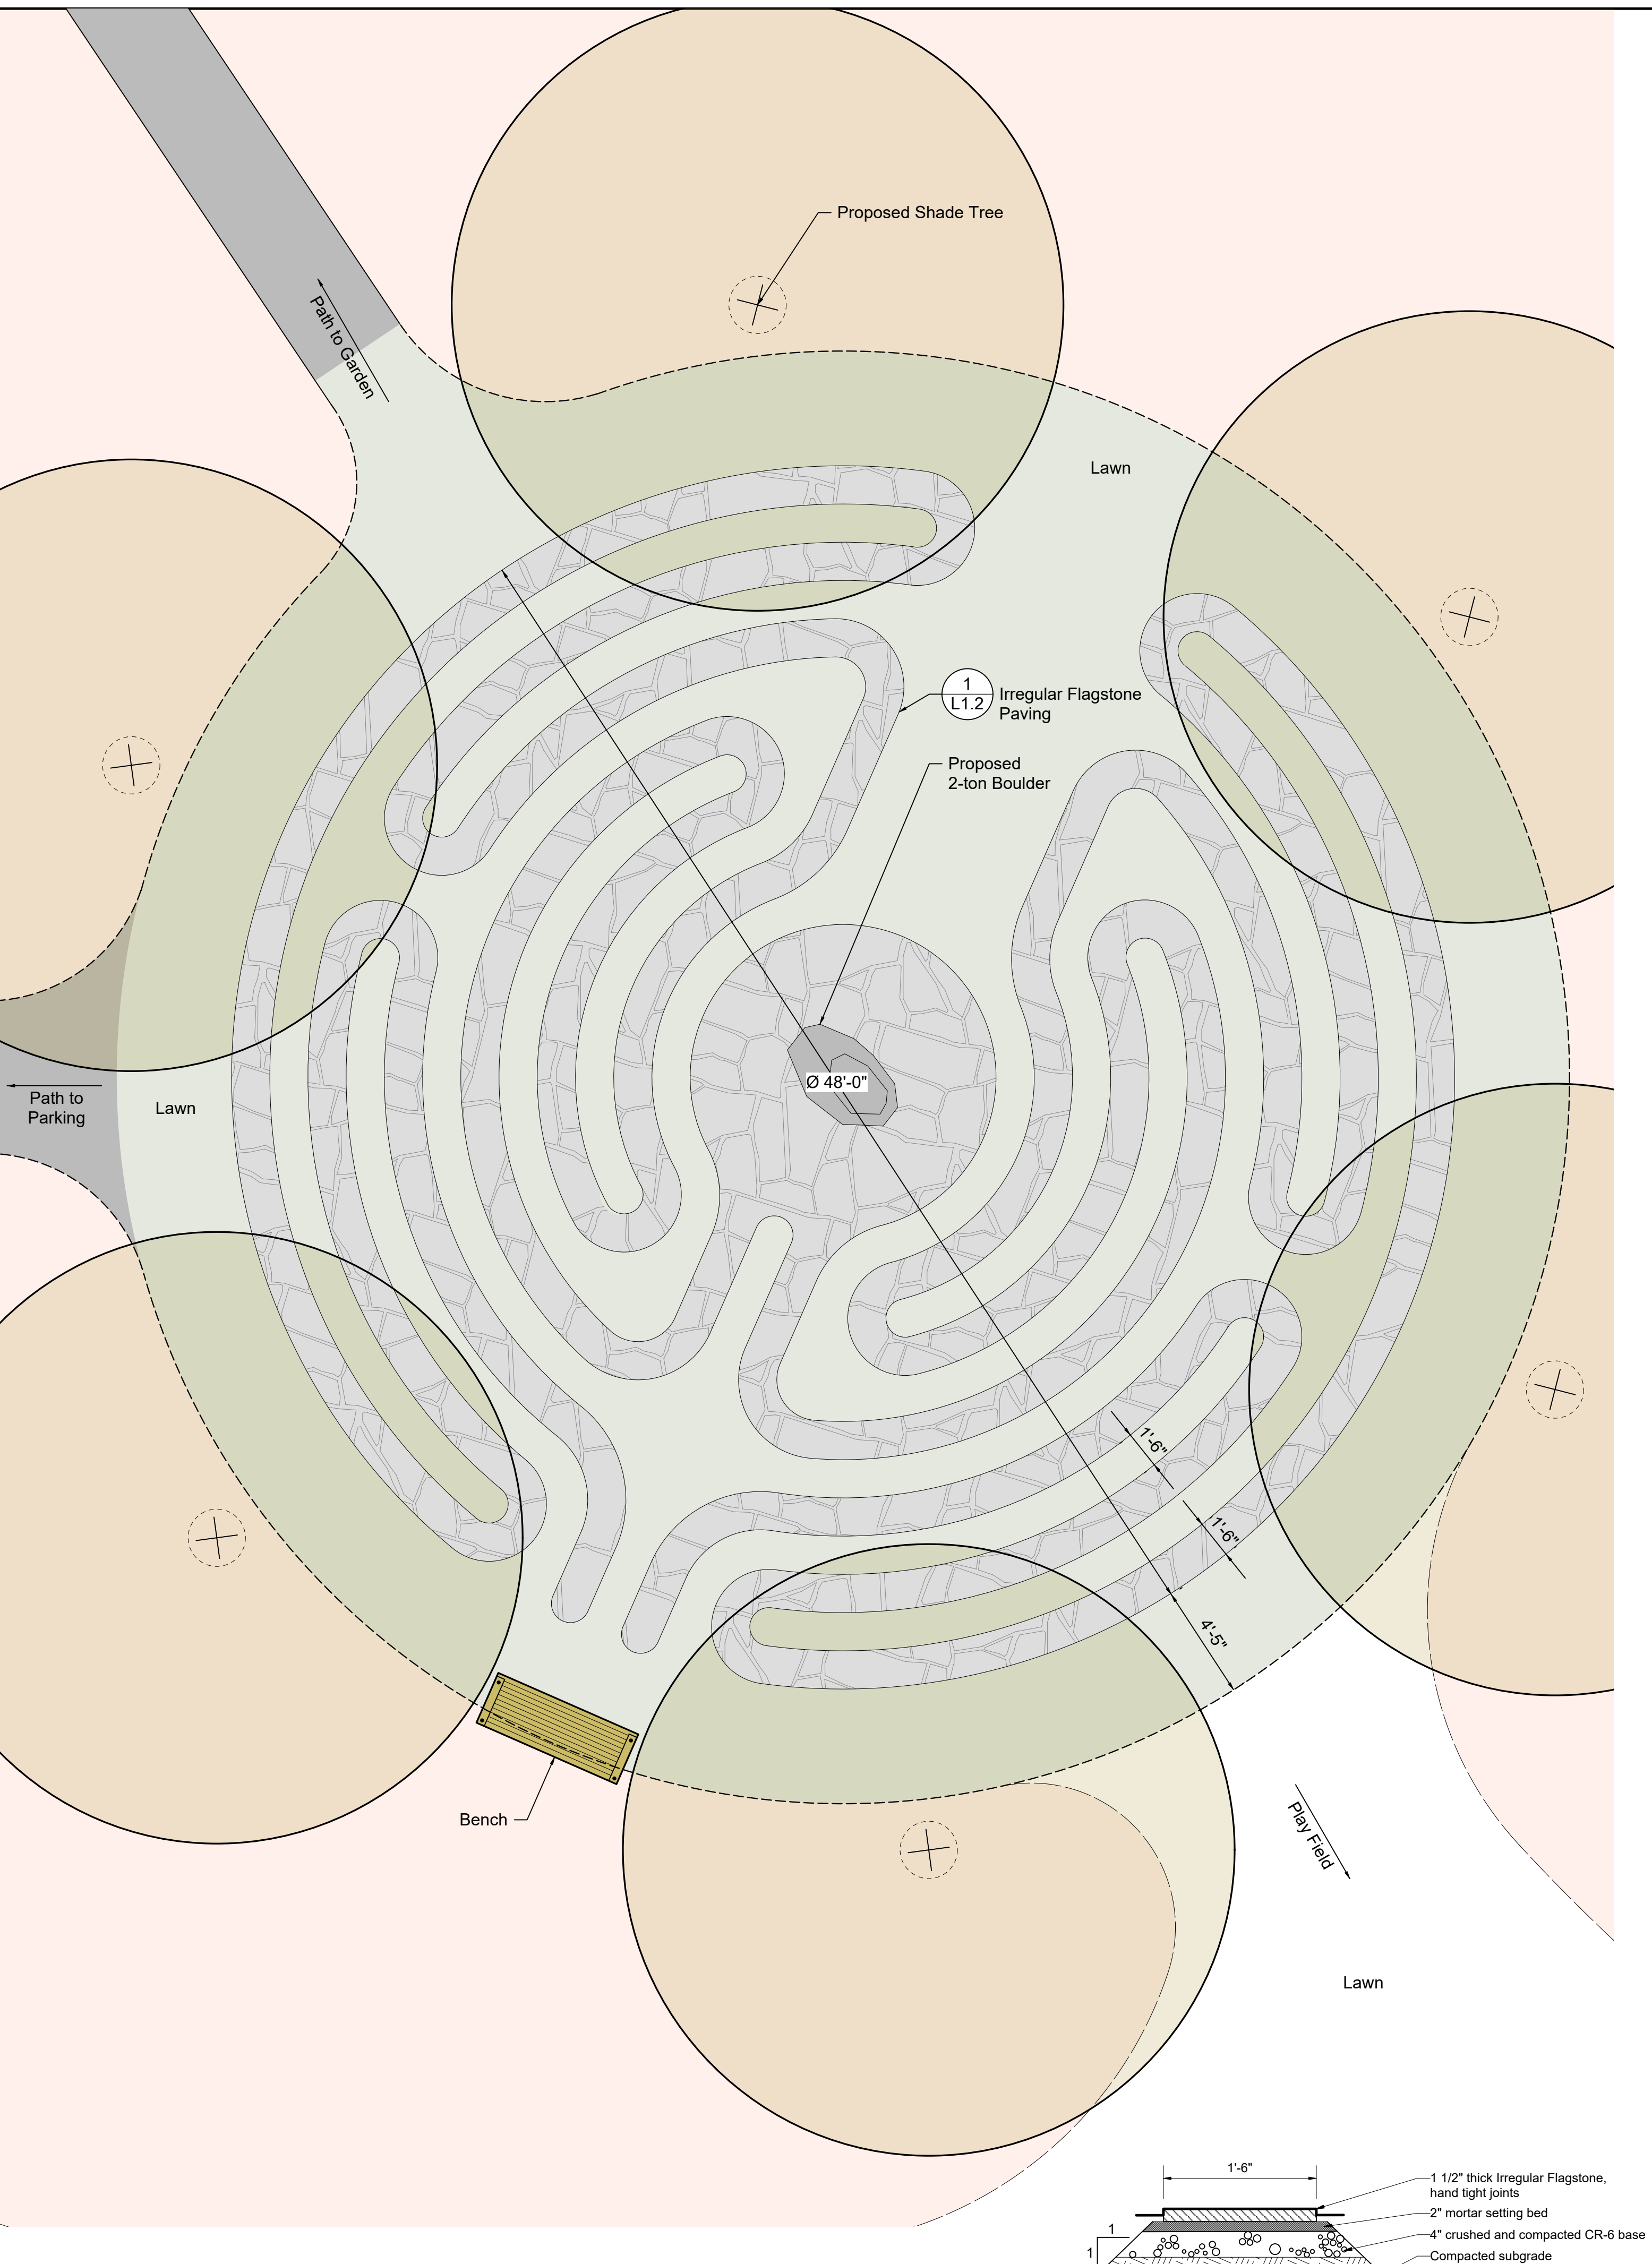 Proposed Shade Tree
Path to Garden
Lawn
1
L1.2
Irregular Flagstone
Paving
Proposed
2-ton Boulder
Ø 48'-0"
Path to
Parking
Lawn
1'-6"
1'-6"
4'-5"
Bench
Play Field
Lawn
1'-6"
1 1/2" thick Irregular Flagstone,
hand tight joints
2" mortar setting bed
1
4" crushed and compacted CR-6 base
1
Compacted subgrade